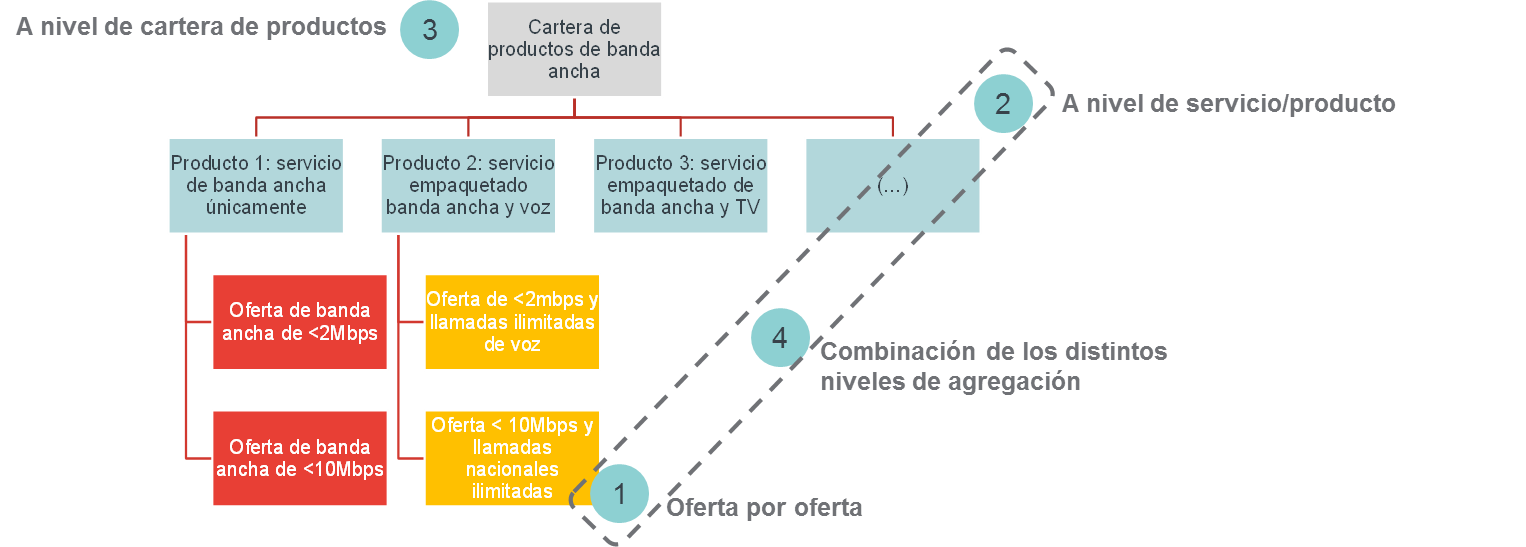 A nivel de cartera de productos
3
Cartera de
productos de banda
ancha
2
A nivel de servicio/producto
Producto 1: servicio
de banda ancha
únicamente
Producto 2: servicio
empaquetado
banda ancha y voz
Producto 3: servicio
empaquetado de
banda ancha y TV
(...)
Oferta de banda
ancha de <2Mbps
Oferta de <2mbps y
llamadas ilimitadas
de voz
4
Combinación de los distintos
niveles de agregación
Oferta de banda
ancha de <10Mbps
Oferta < 10Mbps y
llamadas
nacionales
ilimitadas
1
Oferta por oferta